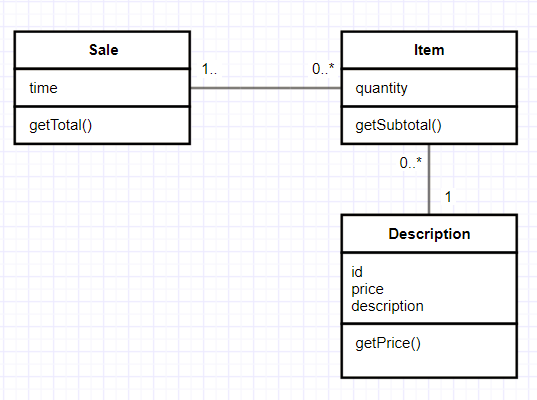 Sale
time
getTotal()
1..
0..*
Item
quantity
getSubtotal()
0..*
1
Description
id
price
description
getPrice()